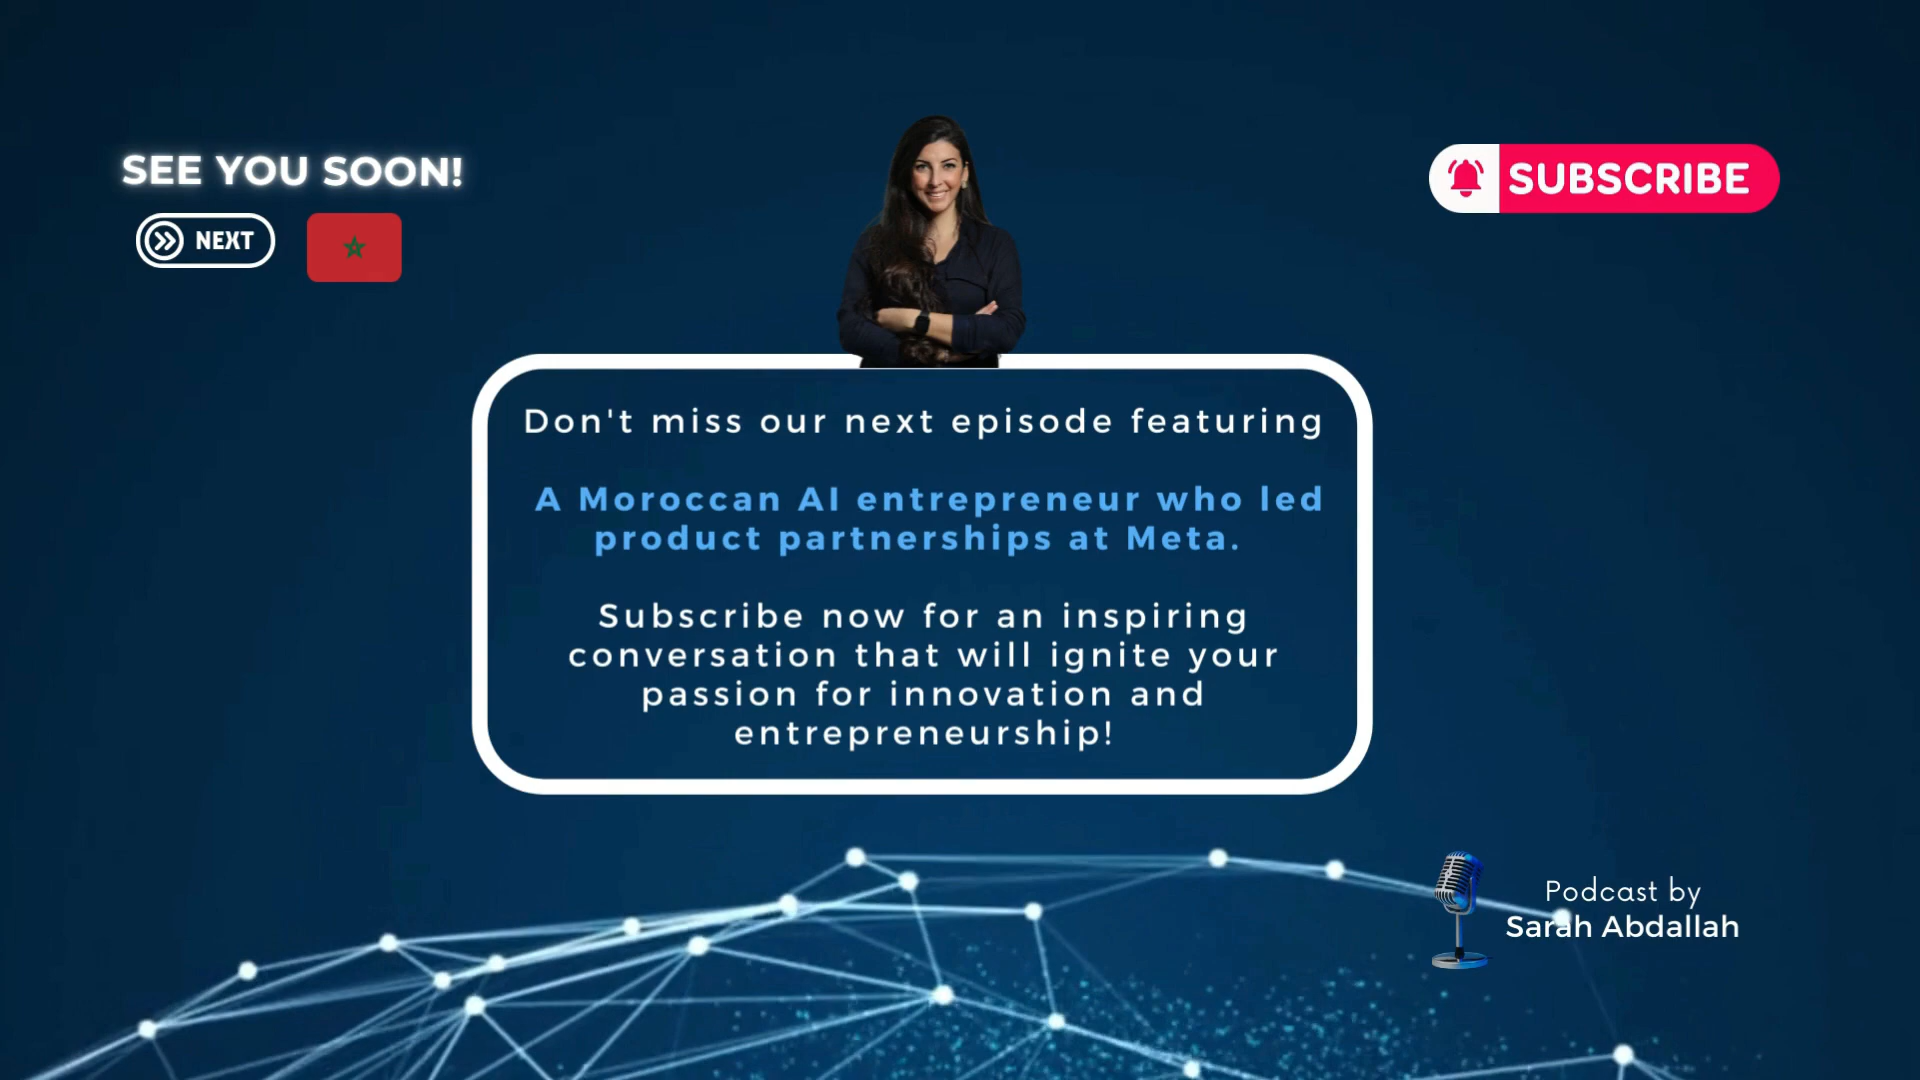 SEE YOU SOON!
NEXT
SUBSCRIBE
Don't miss our next episode featuring
A Moroccan AI entrepreneur who led
product partnerships at Meta.
Subscribe now for an inspiring
conversation that will ignite your
passion for innovation and
entrepreneurship!
Podcast by
Sarah Abdallah